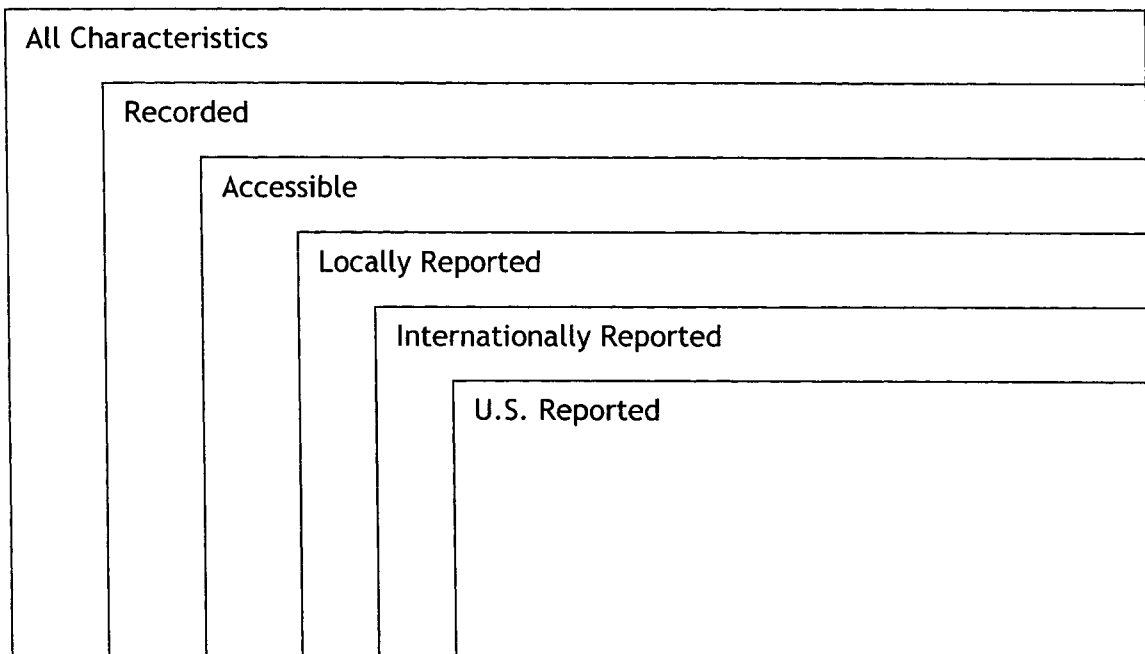 All Characteristics
Recorded
Accessible
Locally Reported
Internationally Reported
U.S. Reported